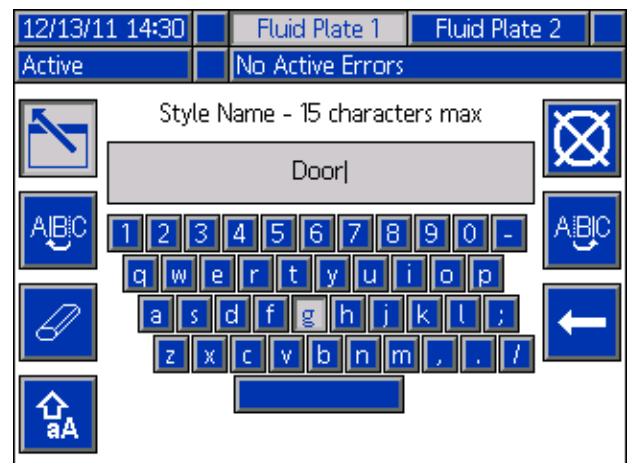 12/13/11 14:30 Fluid Plate 1 Fluid Plate 2
Active No Active Errors
Style Name - 15 characters max
Door
A|B|C A|B|C
1 2 3 4 5 6 7 8 9 0 -
q w e r t y u i o p
a s d f g h j k l ;
z x c v b n m , . /
aA